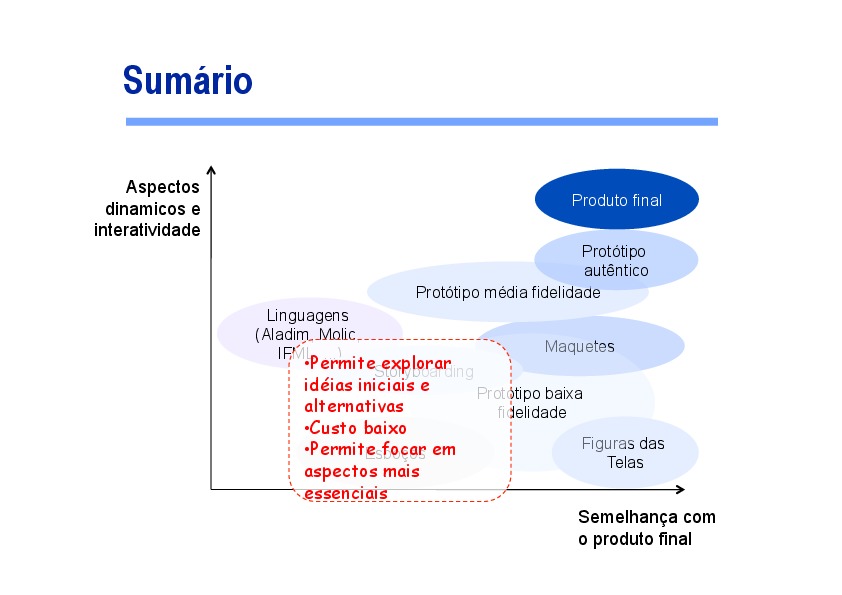 Sumário
Aspectos
dinamicos e
interatividade
Produto final
Protótipo
autêntico
Protótipo média fidelidade
Linguagens
(Aladim, Molic,
Maquetes
Storyboarding
•Permite explorar
idéias iniciais e
alternativas
•Custo baixo
•Permite focar em
aspectos mais
essenciais
Protótipo baixa
fidelidade
Esboços
Figuras das
Telas
Semelhança com
o produto final